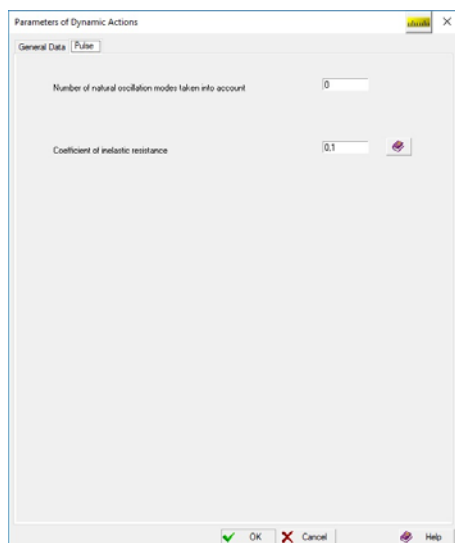 Parameters of Dynamic Actions
General Data Pulse
Number of natural oscillation modes taken into account 0
Coefficient of inelastic resistance 0,1
OK Cancel Help